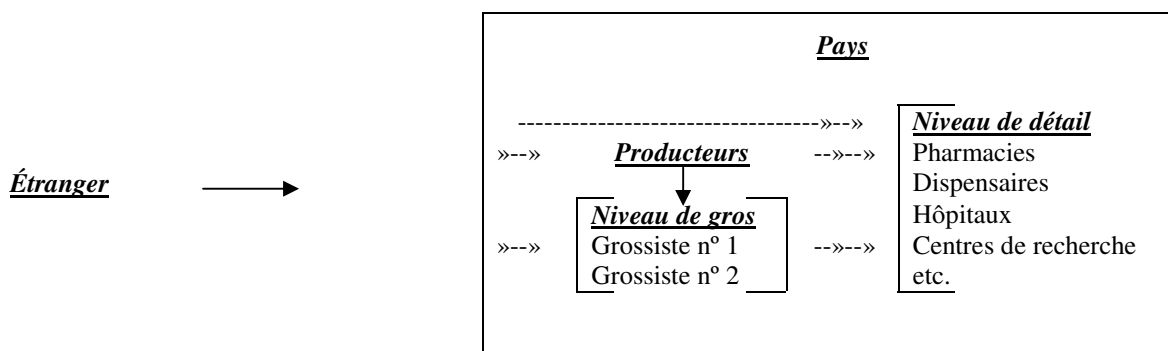 Pays
---------------------------------»--» Niveau de détail
»--» Producteurs --»--» Pharmacies
Étranger Dispensaires
Niveau de gros Hôpitaux
»--» Grossiste nº 1 --»--» Centres de recherche
Grossiste nº 2 etc.